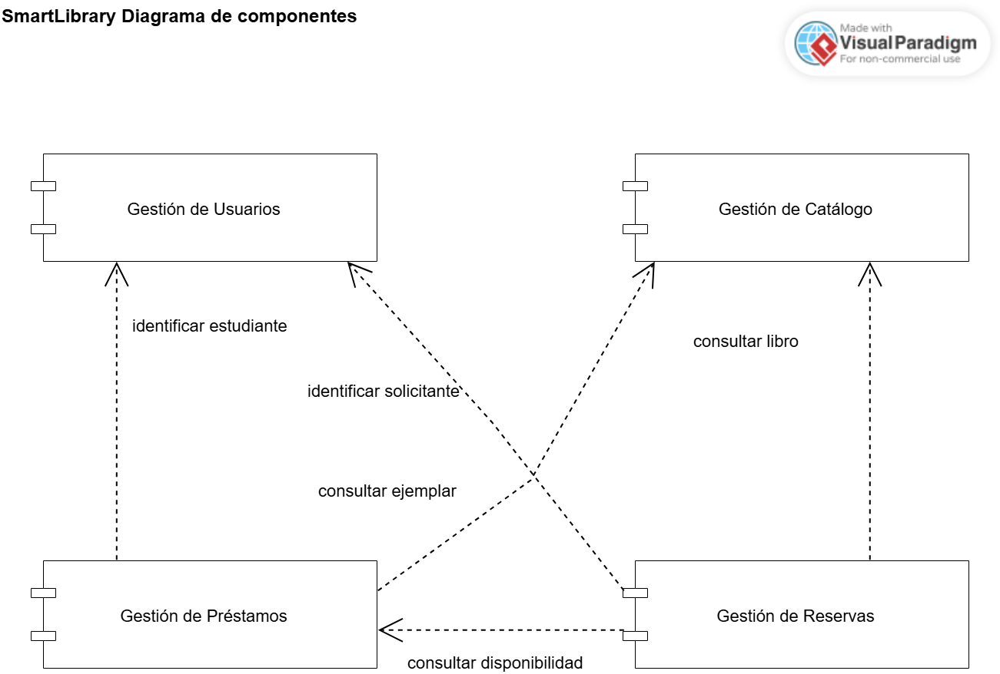 SmartLibrary Diagrama de componentes
Made with
Visual Paradigm
For non-commercial use
Gestión de Usuarios
Gestión de Catálogo
identificar estudiante
consultar libro
identificar solicitante
consultar ejemplar
Gestión de Préstamos
Gestión de Reservas
consultar disponibilidad